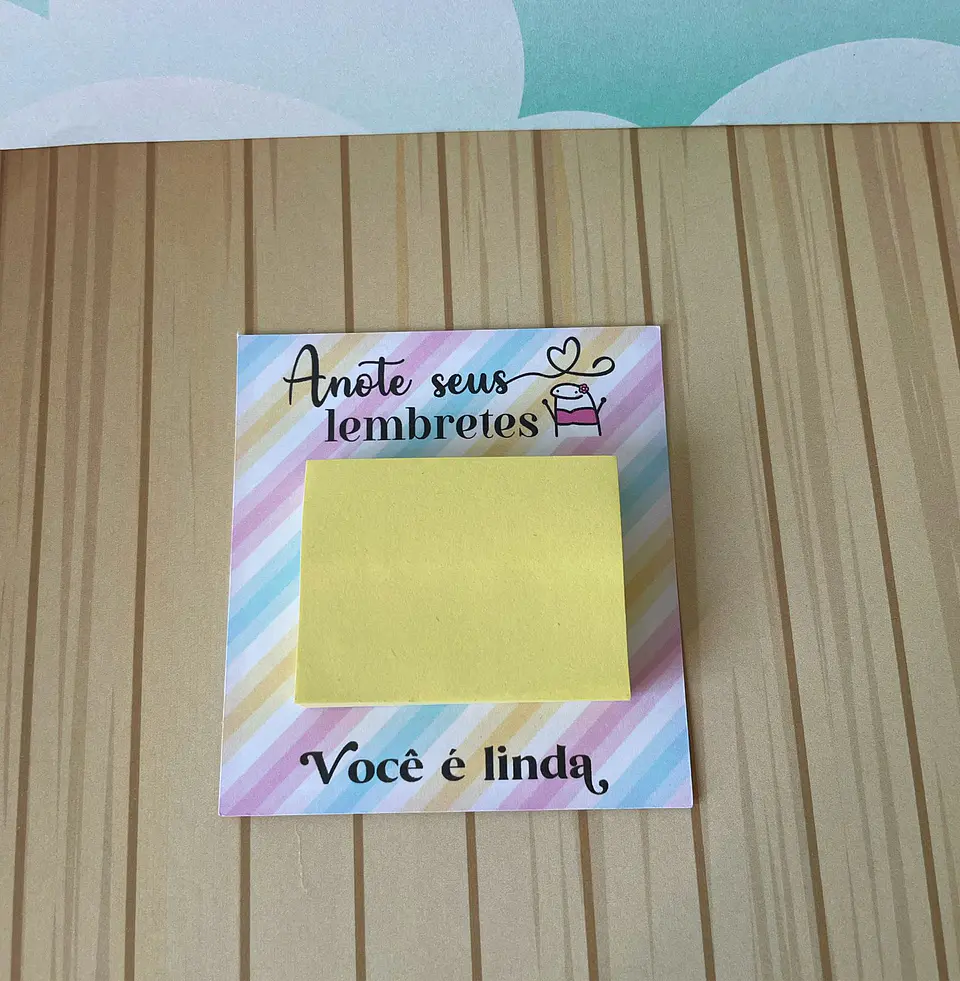 Anote seus
lembretes
Você é linda